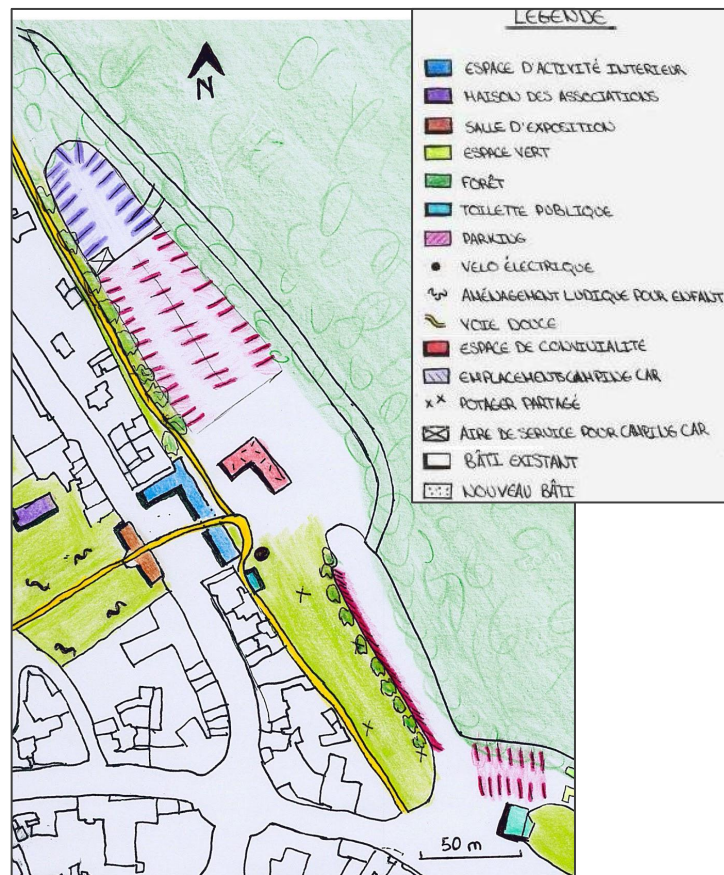 N
LEGENDE
ESPACE D'ACTIVITÉ INTERIEUR
MAISON DES ASSOCIATIONS
SALLE D'EXPOSITION
ESPACE VERT
FORÊT
TOILETTE PUBLIQUE
PARKING
VELO ÉLECTRIQUE
AMÉNAGEMENT LUDIQUE POUR ENFANT
VOIE DOUCE
ESPACE DE CONVIVIALITE
EMPLACEMENTS CAMPING CAR
POTAGER PARTAGÉ
AIRE DE SERVICE POUR CAMPING CAR
BÂTI EXISTANT
NOUVEAU BÂTI
50 m